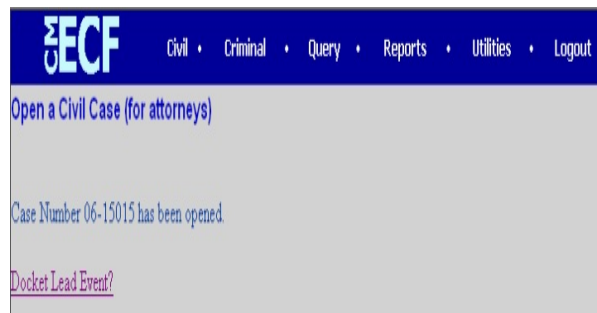 CM ECF Civil • Criminal • Query • Reports • Utilities • Logout
Open a Civil Case (for attorneys)
Case Number 06-15015 has been opened.
Docket Lead Event?